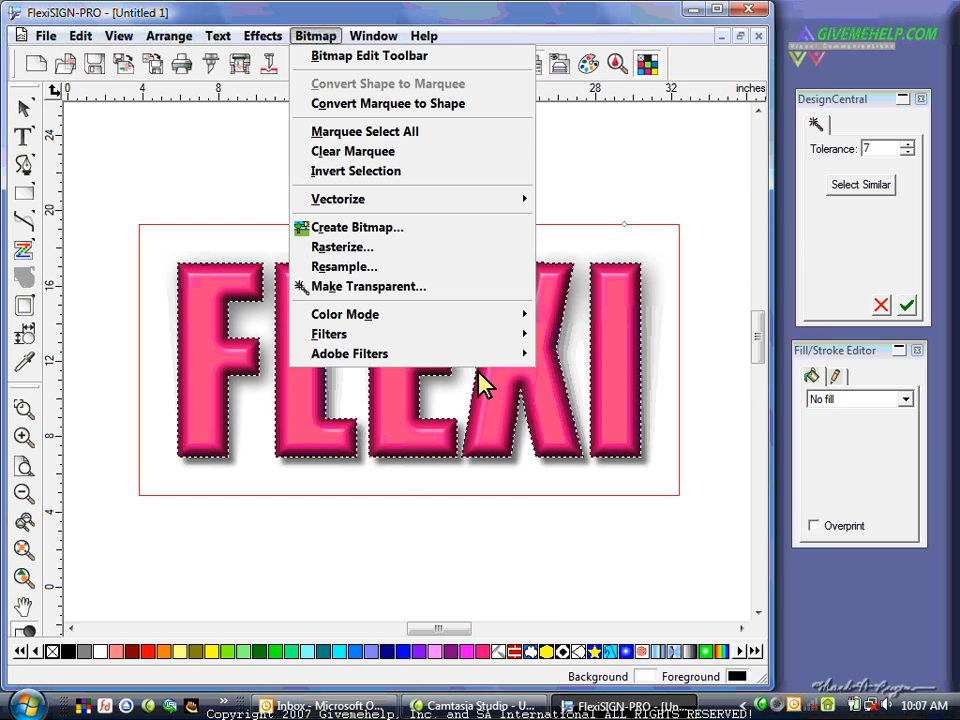 FlexiSIGN-PRO - [Untitled 1]
File Edit View Arrange Text Effects Bitmap Window Help
GIVEMEHELP.COM
Visual Communications
Bitmap Edit Toolbar
Convert Shape to Marquee
Convert Marquee to Shape
Marquee Select All
Clear Marquee
Invert Selection
Vectorize
Create Bitmap...
Rasterize...
Resample...
Make Transparent...
Color Mode
Filters
Adobe Filters
4 8 28 32 inches
24
20
16
12
8
4
0
FLEXI
DesignCentral
Tolerance: 7
Select Similar
Fill/Stroke Editor
No fill
Overprint
Background Foreground
Inbox - Microsoft O...
Camtasia Studio - U...
FlexiSIGN-PRO - [Un...
10:07 AM
Copyright 2007 Givemehelp, Inc. and SA International ALL RIGHTS RESERVED!